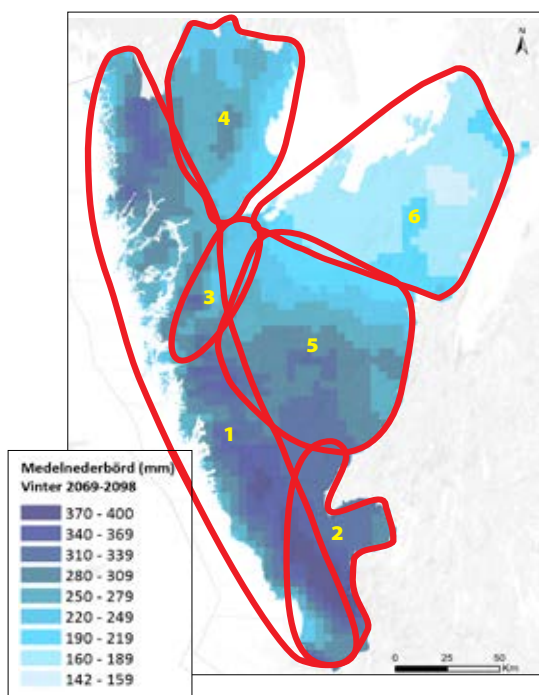 N
4
6
3
5
1
2
Medelnederbörd (mm)
Vinter 2069-2098
370 - 400
340 - 369
310 - 339
280 - 309
250 - 279
220 - 249
190 - 219
160 - 189
142 - 159
0 25 50
Km